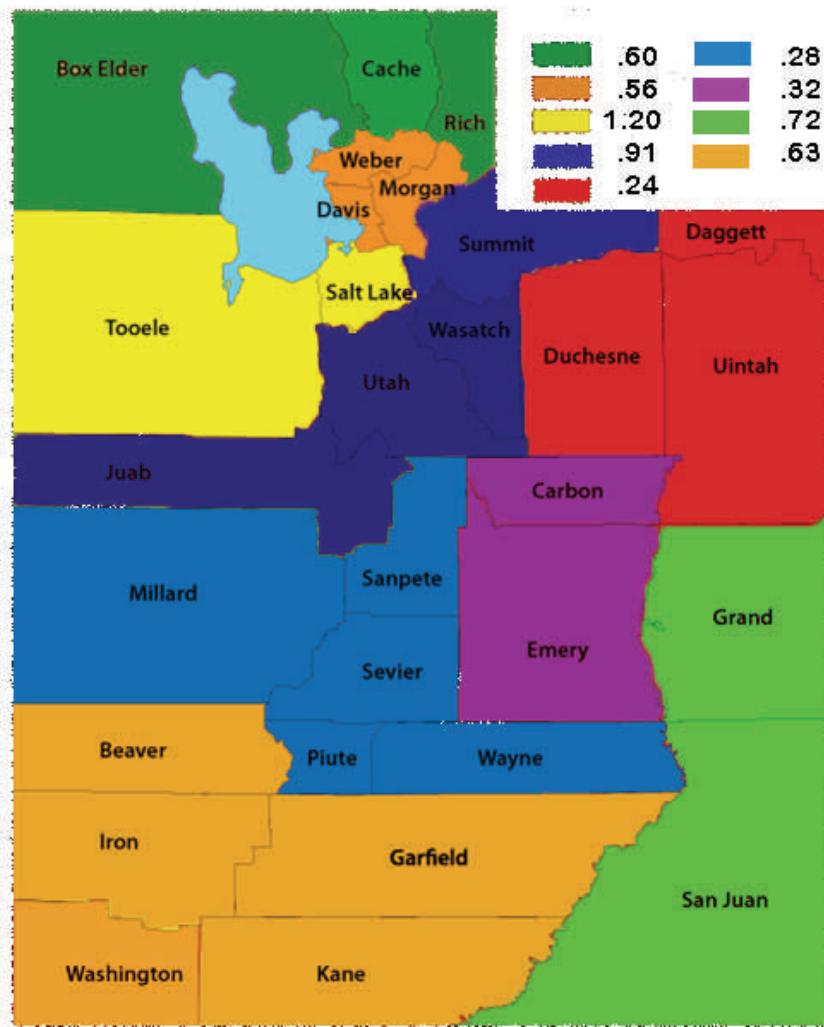 .60 .28
.56 .32
1.20 .72
.91 .63
.24
Box Elder
Cache
Rich
Weber
Morgan
Davis
Summit
Daggett
Salt Lake
Tooele
Wasatch
Duchesne
Uintah
Utah
Juab
Carbon
Millard
Sanpete
Grand
Emery
Sevier
Beaver
Piute
Wayne
Iron
Garfield
San Juan
Washington
Kane